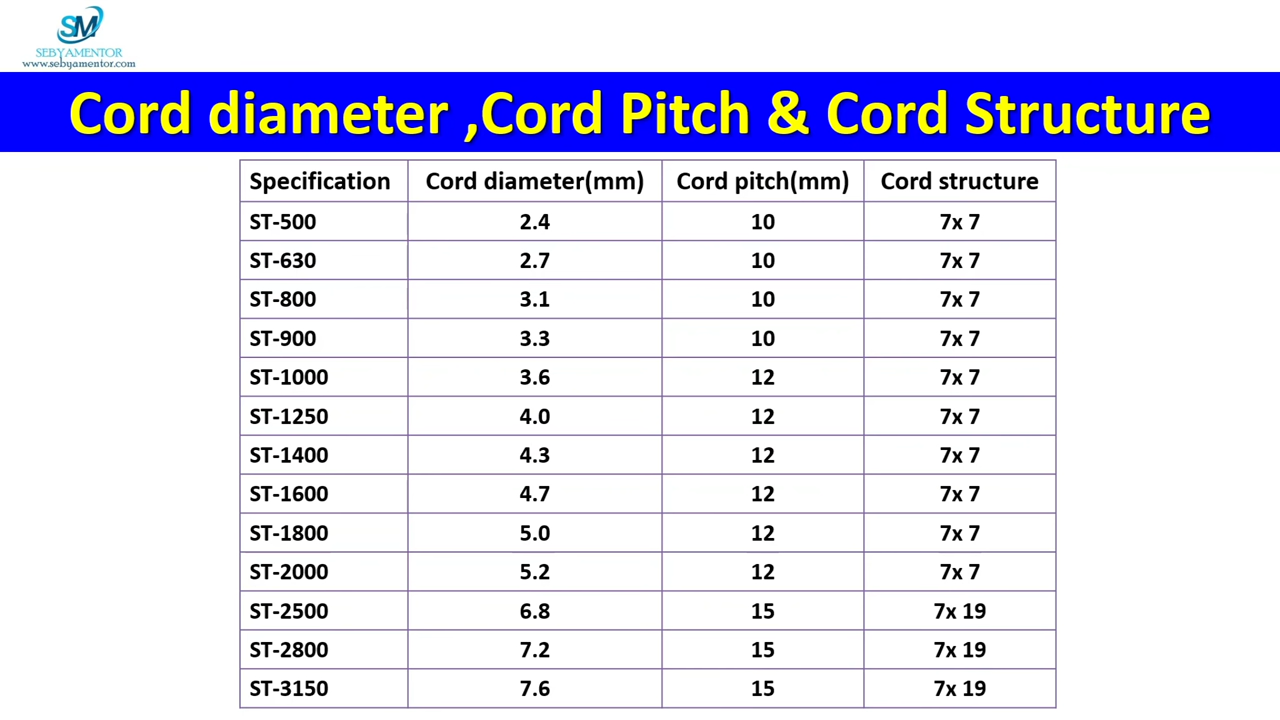 SM
SEBYAMENTOR
www.sebyamentor.com
Cord diameter ,Cord Pitch & Cord Structure
Specification Cord diameter(mm) Cord pitch(mm) Cord structure
ST-500 2.4 10 7x 7
ST-630 2.7 10 7x 7
ST-800 3.1 10 7x 7
ST-900 3.3 10 7x 7
ST-1000 3.6 12 7x 7
ST-1250 4.0 12 7x 7
ST-1400 4.3 12 7x 7
ST-1600 4.7 12 7x 7
ST-1800 5.0 12 7x 7
ST-2000 5.2 12 7x 7
ST-2500 6.8 15 7x 19
ST-2800 7.2 15 7x 19
ST-3150 7.6 15 7x 19